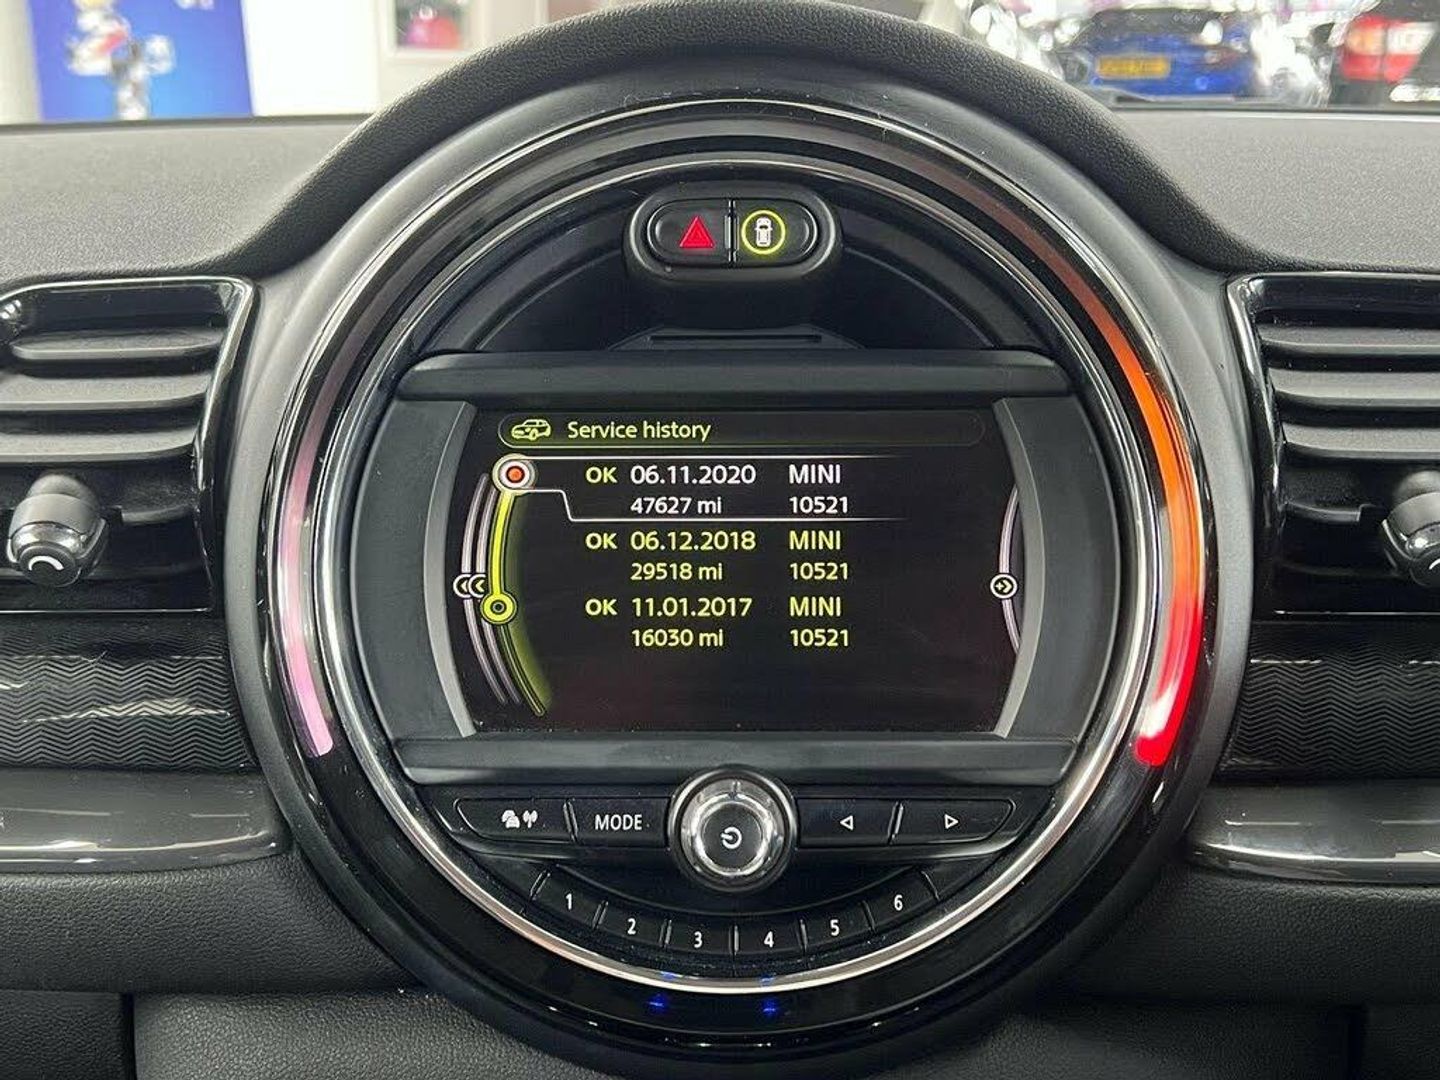 Service history
OK 06.11.2020 MINI
47627 mi 10521
OK 06.12.2018 MINI
29518 mi 10521
OK 11.01.2017 MINI
16030 mi 10521
MODE
1 2 3 4 5 6